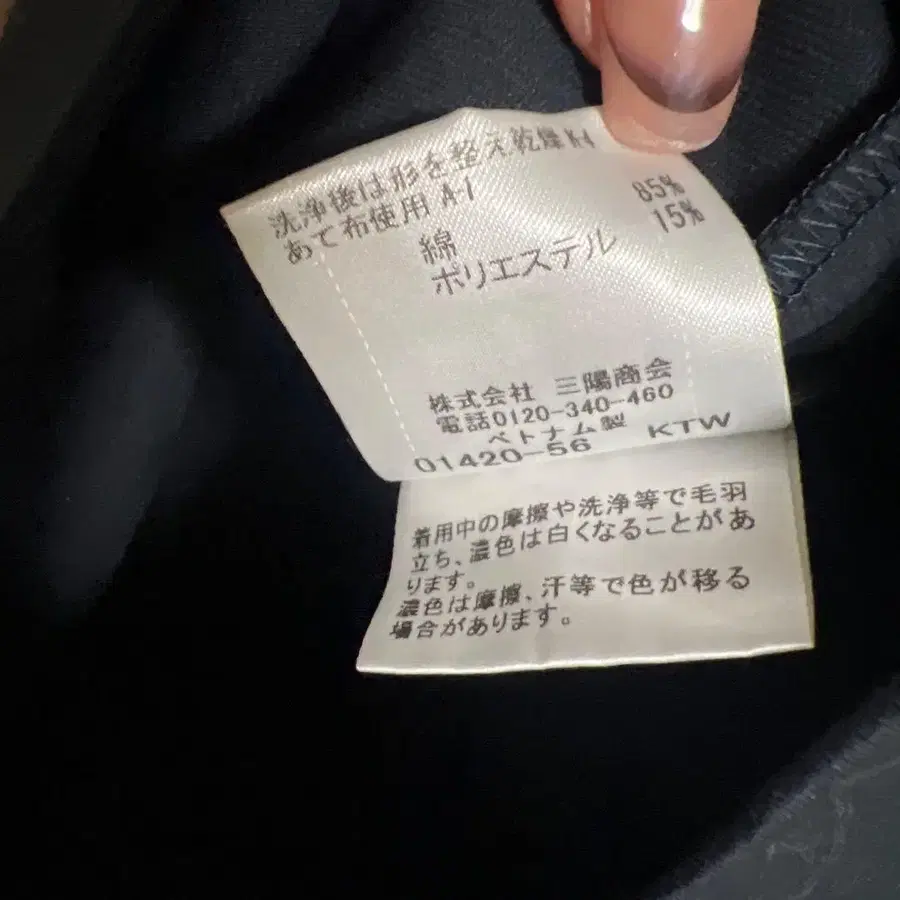 洗浄後は形を整え乾燥 K-4
あて布使用 A-1
綿 85%
ポリエステル 15%
株式会社 三陽商会
電話0120-340-460
ベトナム製
01420-56 KTW
着用中の摩擦や洗浄等で毛羽
立ち、濃色は白くなることがあ
ります。
濃色は摩擦、汗等で色が移る
場合があります。